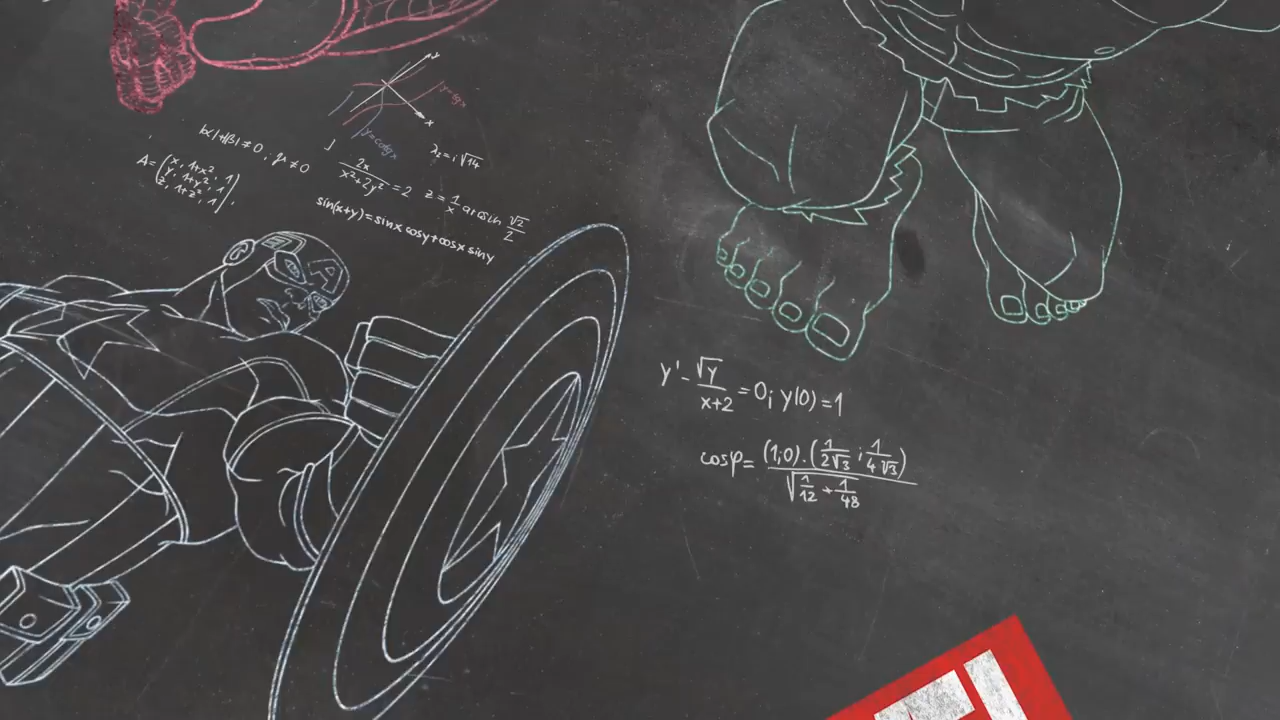 y=tgx
y=cotgx
x
λ₂=i√14
|x|+|β|≠0, μ≠0
A=(x, 1+x², 1
y, 1+y², 1
z, 1+z², 1)
2x/(x²+2y²)=2
z=1/x arcsin √2/2
sin(x+y)=sinx cosy+cosx siny
A
y'-√y/(x+2)=0; y(0)=1
cosφ=(1;0).(1/(2√3);1/(4√3))/√(1/12+1/48)